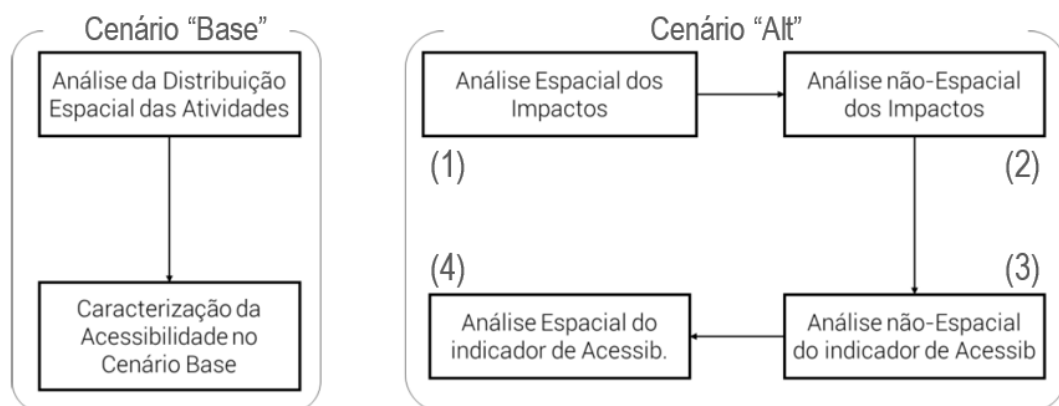 Cenário “Base”
Análise da Distribuição
Espacial das Atividades
Caracterização da
Acessibilidade no
Cenário Base
Cenário “Alt”
Análise Espacial dos
Impactos
(1)
Análise não-Espacial
dos Impactos
(2)
(3)
Análise não-Espacial
do indicador de Acessib
(4)
Análise Espacial do
indicador de Acessib.